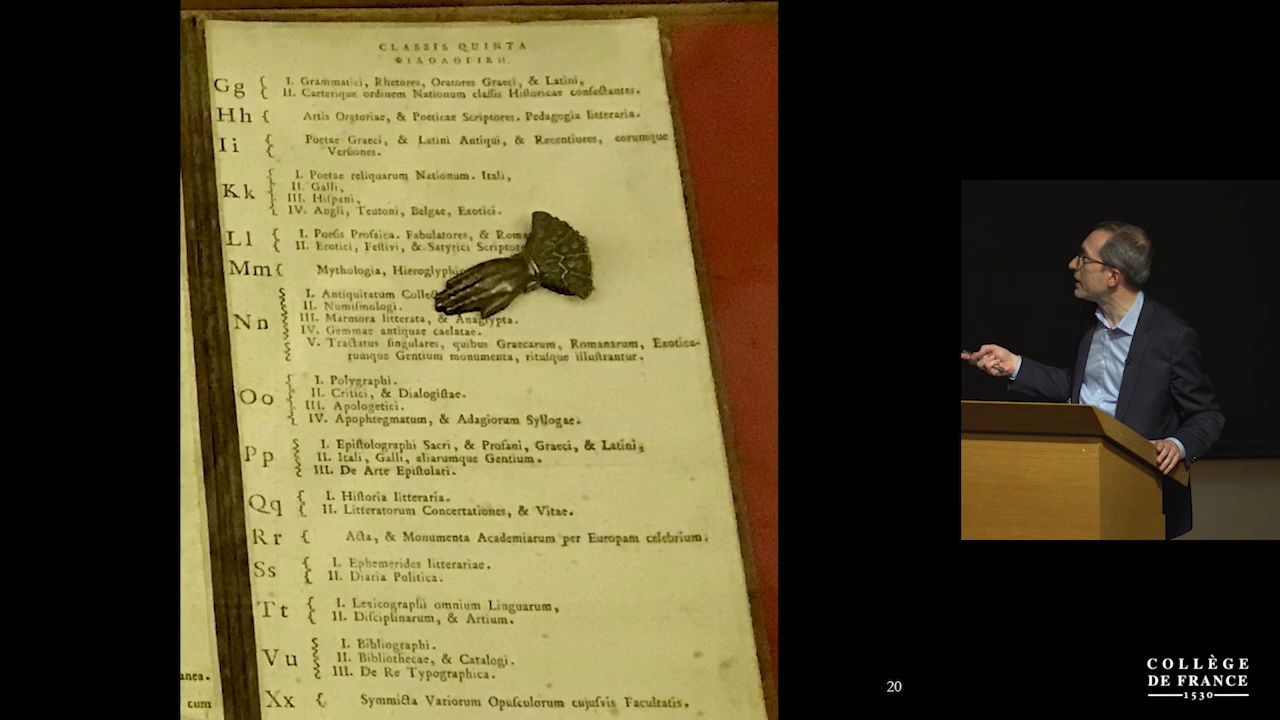 CLASSIS QUINTA
ΦΙΛΟΛΟΓΙΚΗ.
Gg { I. Grammatici, Rhetores, Oratores Graeci, & Latini,
II. Caeterique ordinem Nationum classis Historicae consectantes.
Hh { Artis Oratoriae, & Poeticae Scriptores. Pedagogia litteraria.
Ii { Poetae Graeci, & Latini Antiqui, & Recentiores, eorumque
Versiones.
Kk { I. Poetae reliquarum Nationum. Itali,
II. Galli,
III. Hispani,
IV. Angli, Teutoni, Belgae, Exotici.
Ll { I. Poesis Prosaica. Fabulatores, & Roma
II. Erotici, Festivi, & Satyrici Scriptor
Mm { Mythologia, Hieroglyphi
Nn { I. Antiquitatum Colle
II. Numismologi.
III. Marmora litterata, & Anaglypta.
IV. Gemmae antiquae caelatae.
V. Tractatus singulares, quibus Graecarum, Romanarum, Exotica-
rumque Gentium monumenta, ritusque illustrantur.
Oo { I. Polygraphi.
II. Critici, & Dialogistae.
III. Apologetici.
IV. Apophtegmatum, & Adagiorum Syllogae.
Pp { I. Epistolographi Sacri, & Profani, Graeci, & Latini,
II. Itali, Galli, aliarumque Gentium.
III. De Arte Epistolari.
Qq { I. Historia litteraria.
II. Litteratorum Concertationes, & Vitae.
Rr { Acta, & Monumenta Academiarum per Europam celebrium.
Ss { I. Ephemerides litterariae.
II. Diaria Politica.
Tt { I. Lexicographi omnium Linguarum,
II. Disciplinarum, & Artium.
Vu { I. Bibliographi.
II. Bibliothecae, & Catalogi.
III. De Re Typographica.
Xx { Symmicta Variorum Opusculorum cujusvis Facultatis.
anea.
cum
20
COLLÈGE
DE FRANCE
1530